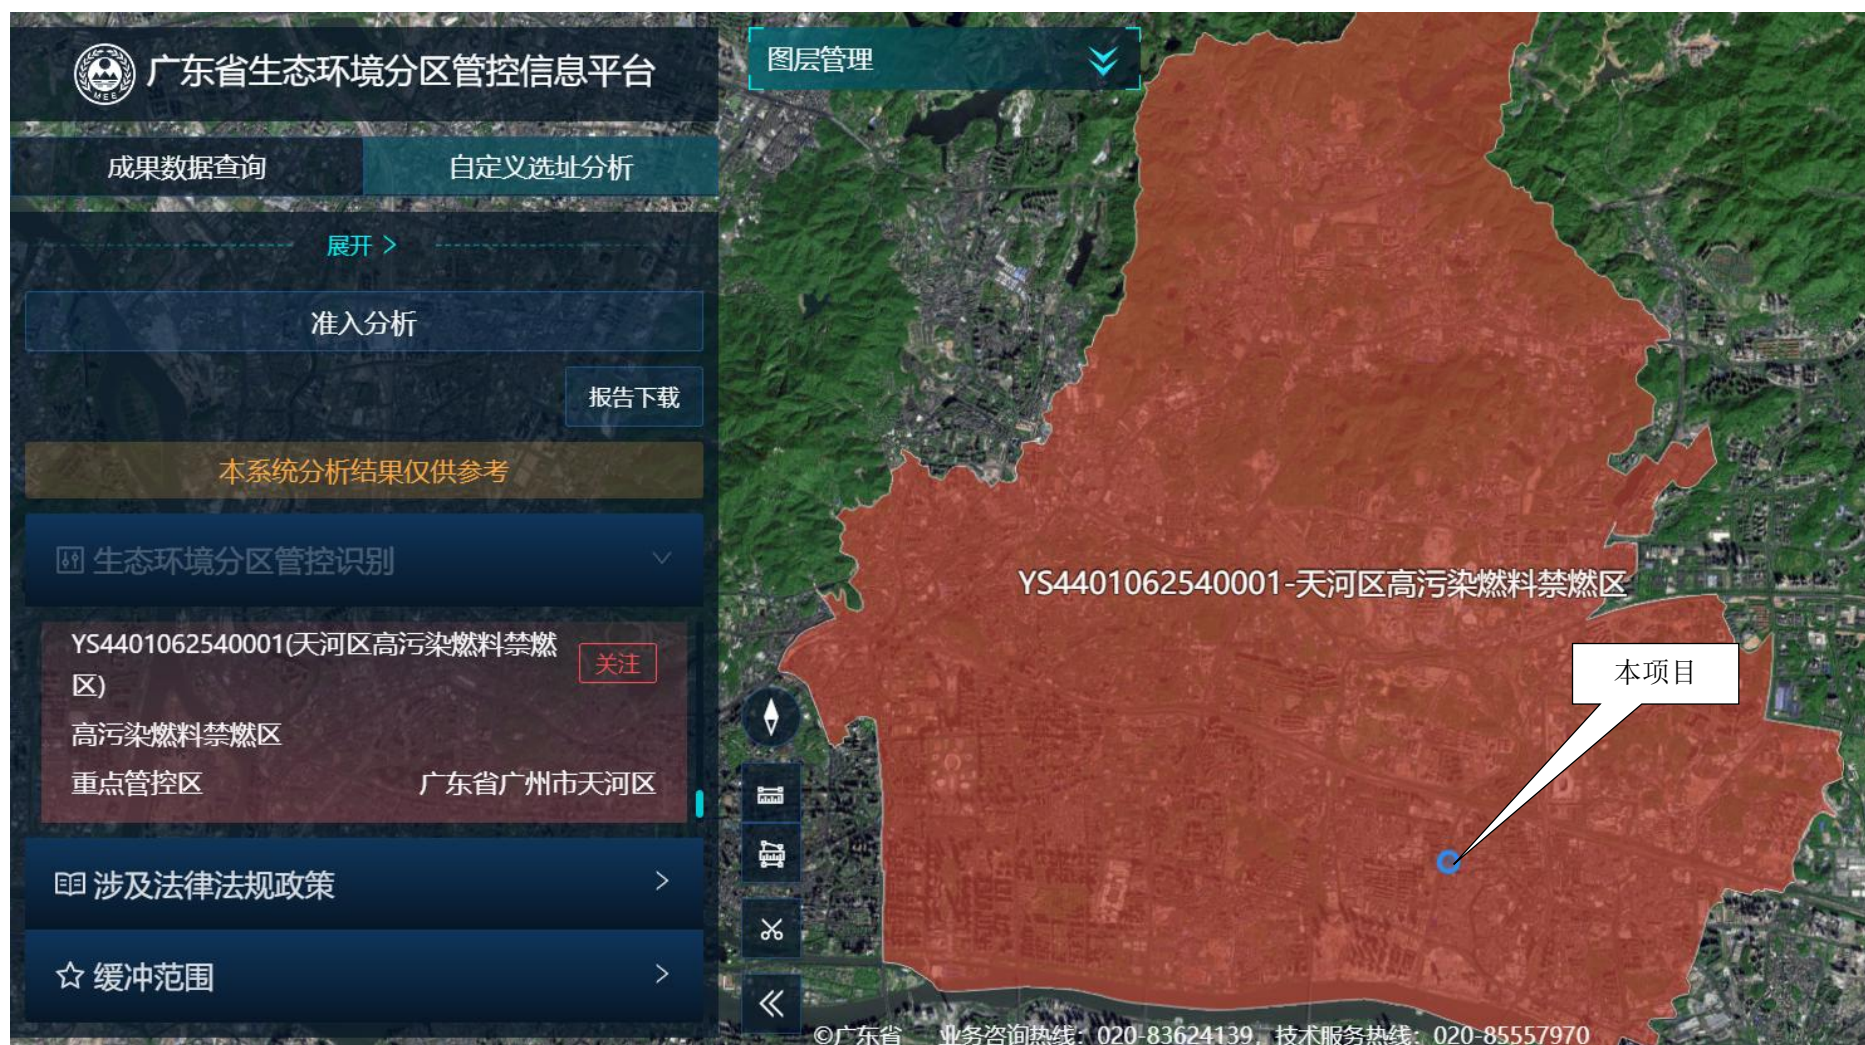 广东省生态环境分区管控信息平台
MEE
图层管理
成果数据查询
自定义选址分析
展开 >
准入分析
报告下载
本系统分析结果仅供参考
生态环境分区管控识别
YS4401062540001(天河区高污染燃料禁燃
区)
关注
高污染燃料禁燃区
重点管控区
广东省广州市天河区
涉及法律法规政策
缓冲范围
YS4401062540001-天河区高污染燃料禁燃区
本项目
©广东省 业务咨询热线：020-83624139，技术服务热线：020-85557970